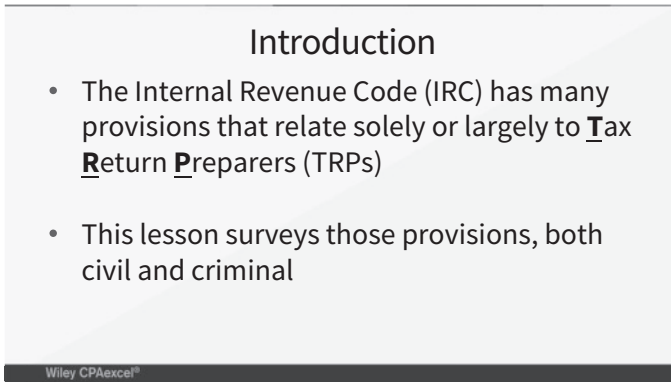 Introduction
• The Internal Revenue Code (IRC) has many
provisions that relate solely or largely to Tax
Return Preparers (TRPs)
• This lesson surveys those provisions, both
civil and criminal
Wiley CPAexcel®